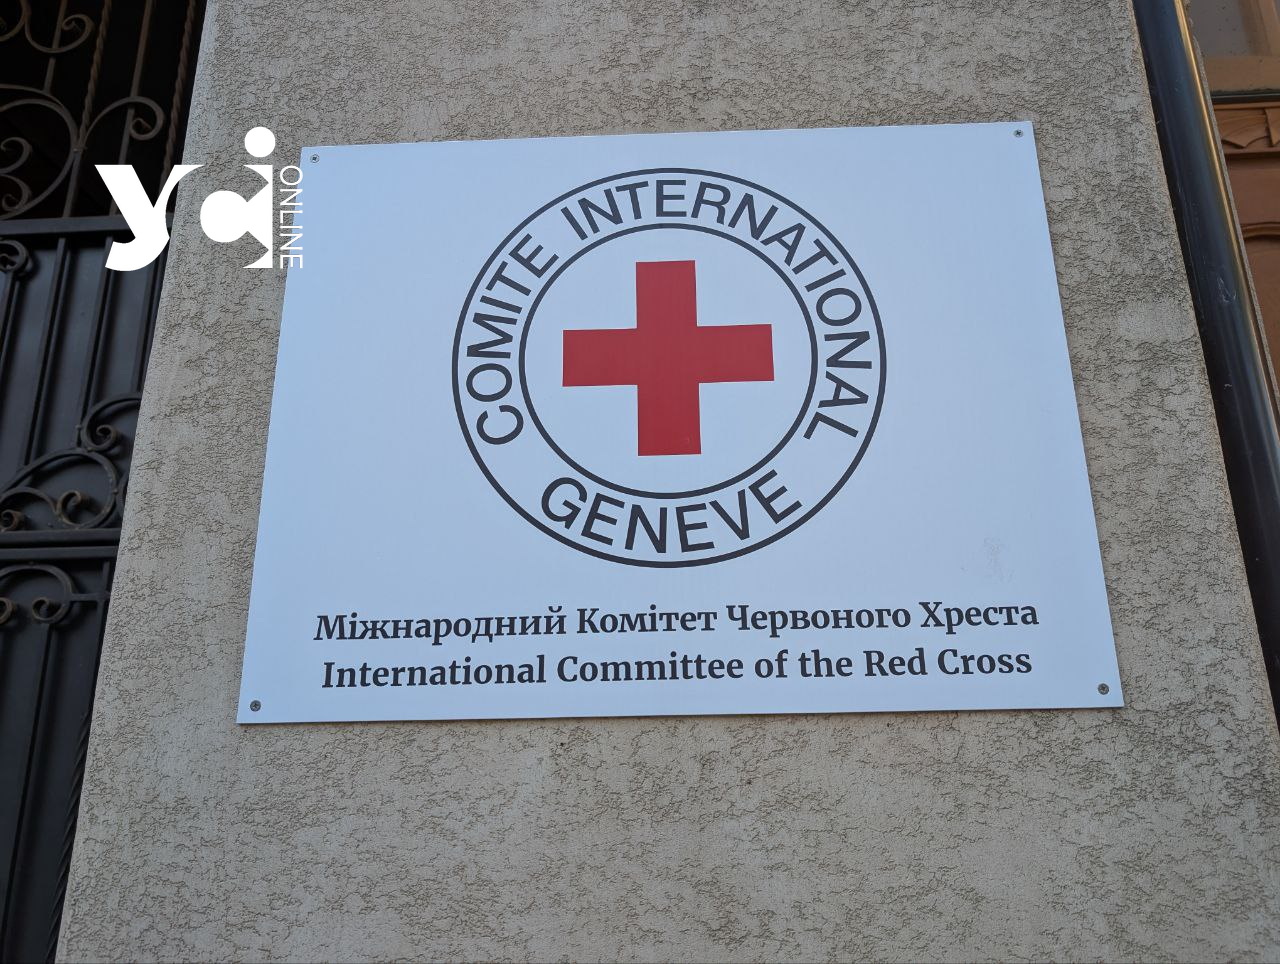 усі
ONLINE
COMITE INTERNATIONAL
GENEVE
Міжнародний Комітет Червоного Хреста
International Committee of the Red Cross